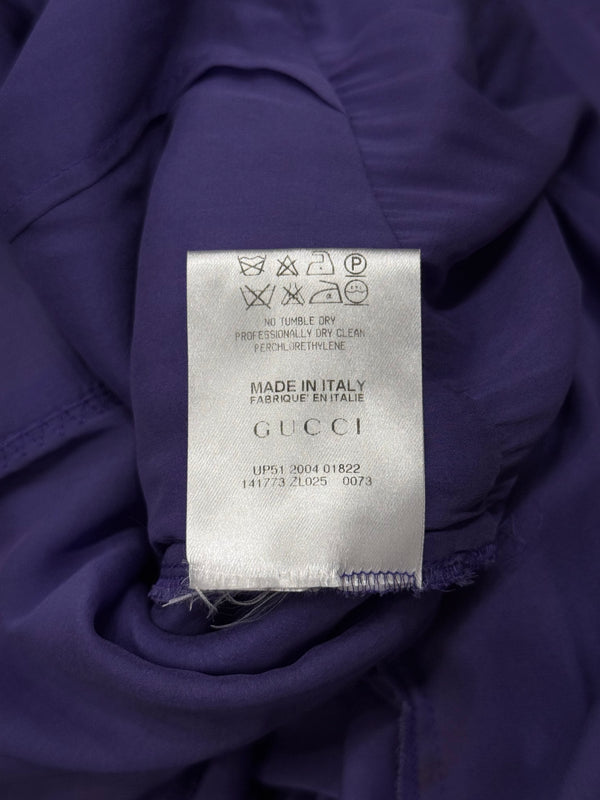 P
NO TUMBLE DRY
PROFESSIONALLY DRY CLEAN
PERCHLORETHYLENE
MADE IN ITALY
FABRIQUE' EN ITALIE
GUCCI
UP51 2004 01822
141773 ZL025 0073